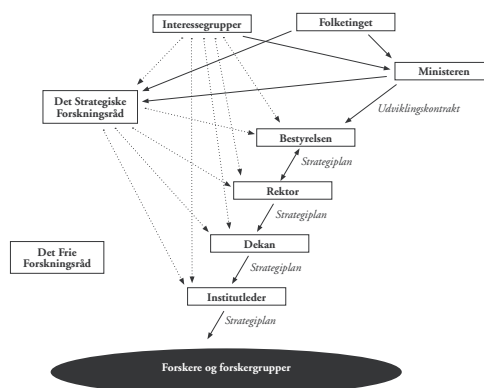 Folketinget
Interessegrupper
Ministeren
Det Strategiske
Forskningsråd
Udviklingskontrakt
Bestyrelsen
Strategiplan
Rektor
Strategiplan
Dekan
Det Frie
Forskningsråd
Strategiplan
Institutleder
Strategiplan
Forskere og forskergrupper